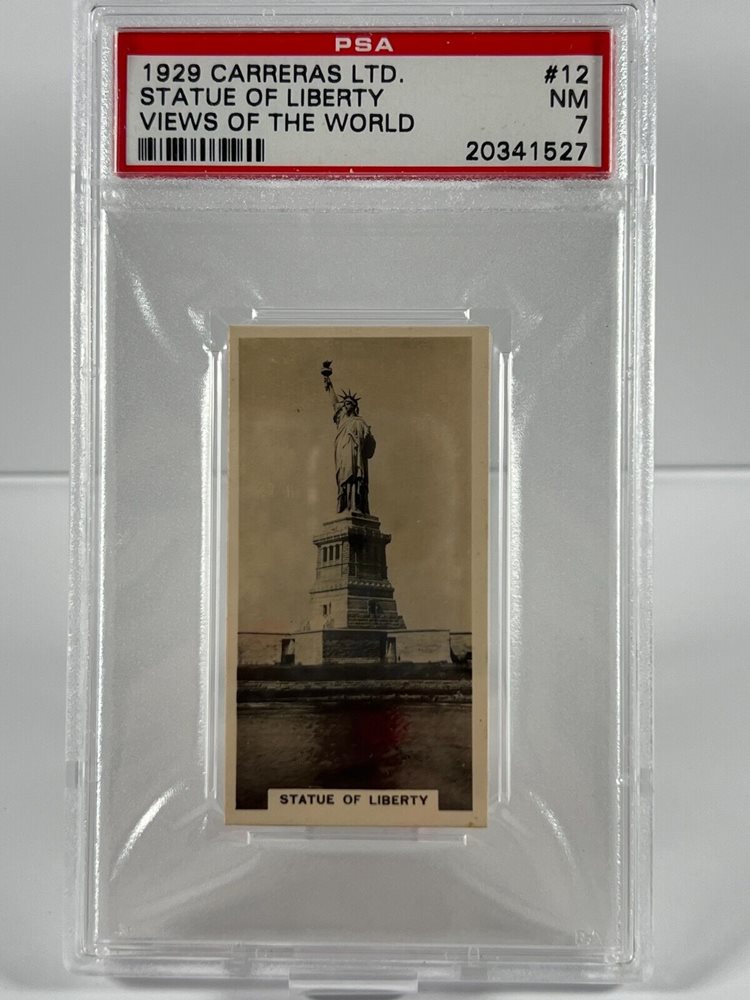 PSA
1929 CARRERAS LTD. #12
STATUE OF LIBERTY NM
VIEWS OF THE WORLD 7
20341527
STATUE OF LIBERTY